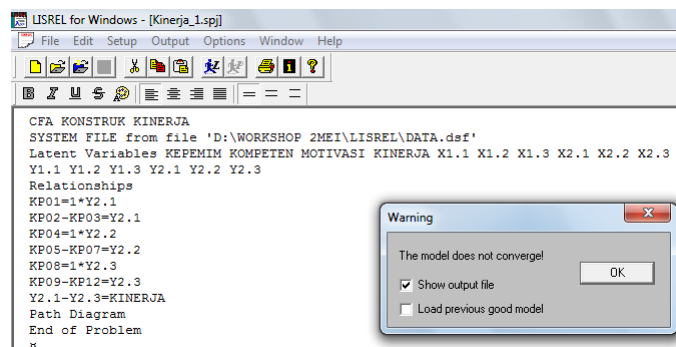 LISREL for Windows - [Kinerja_1.spj]
File Edit Setup Output Options Window Help
B I U S
CFA KONSTRUK KINERJA
SYSTEM FILE from file 'D:\WORKSHOP 2MEI\LISREL\DATA.dsf'
Latent Variables KEPEMIM KOMPETEN MOTIVASI KINERJA X1.1 X1.2 X1.3 X2.1 X2.2 X2.3
Y1.1 Y1.2 Y1.3 Y2.1 Y2.2 Y2.3
Relationships
KP01=1*Y2.1
KP02-KP03=Y2.1
KP04=1*Y2.2
KP05-KP07=Y2.2
KP08=1*Y2.3
KP09-KP12=Y2.3
Y2.1-Y2.3=KINERJA
Path Diagram
End of Problem
Warning
The model does not converge!
OK
Show output file
Load previous good model